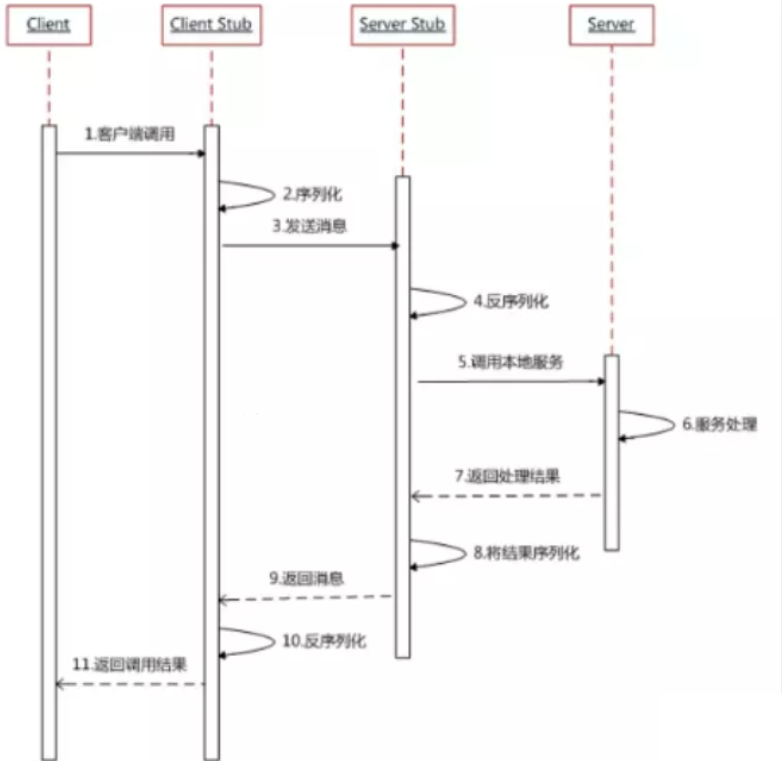 Client
Client Stub
Server Stub
Server
1.客户端调用
2.序列化
3.发送消息
4.反序列化
5.调用本地服务
6.服务处理
7.返回处理结果
8.将结果序列化
9.返回消息
10.反序列化
11.返回调用结果